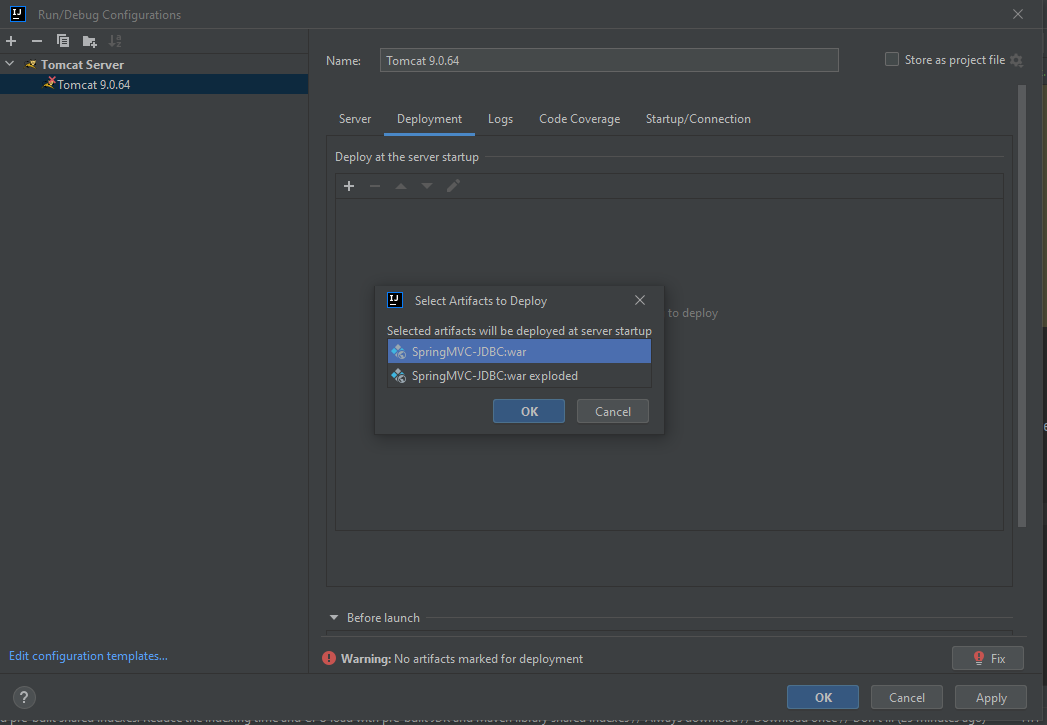 Run/Debug Configurations
Tomcat Server
Tomcat 9.0.64
Name:
Tomcat 9.0.64
Store as project file
Server
Deployment
Logs
Code Coverage
Startup/Connection
Deploy at the server startup
to deploy
Select Artifacts to Deploy
Selected artifacts will be deployed at server startup
SpringMVC-JDBC:war
SpringMVC-JDBC:war exploded
OK
Cancel
Before launch
Edit configuration templates...
Warning: No artifacts marked for deployment
Fix
?
OK
Cancel
Apply